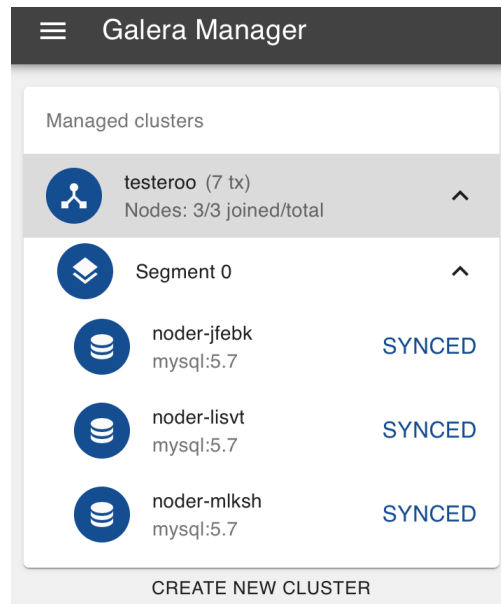 Galera Manager
Managed clusters
testeroo (7 tx)
Nodes: 3/3 joined/total
Segment 0
noder-jfebk
mysql:5.7
SYNCED
noder-lisvt
mysql:5.7
SYNCED
noder-mlksh
mysql:5.7
SYNCED
CREATE NEW CLUSTER